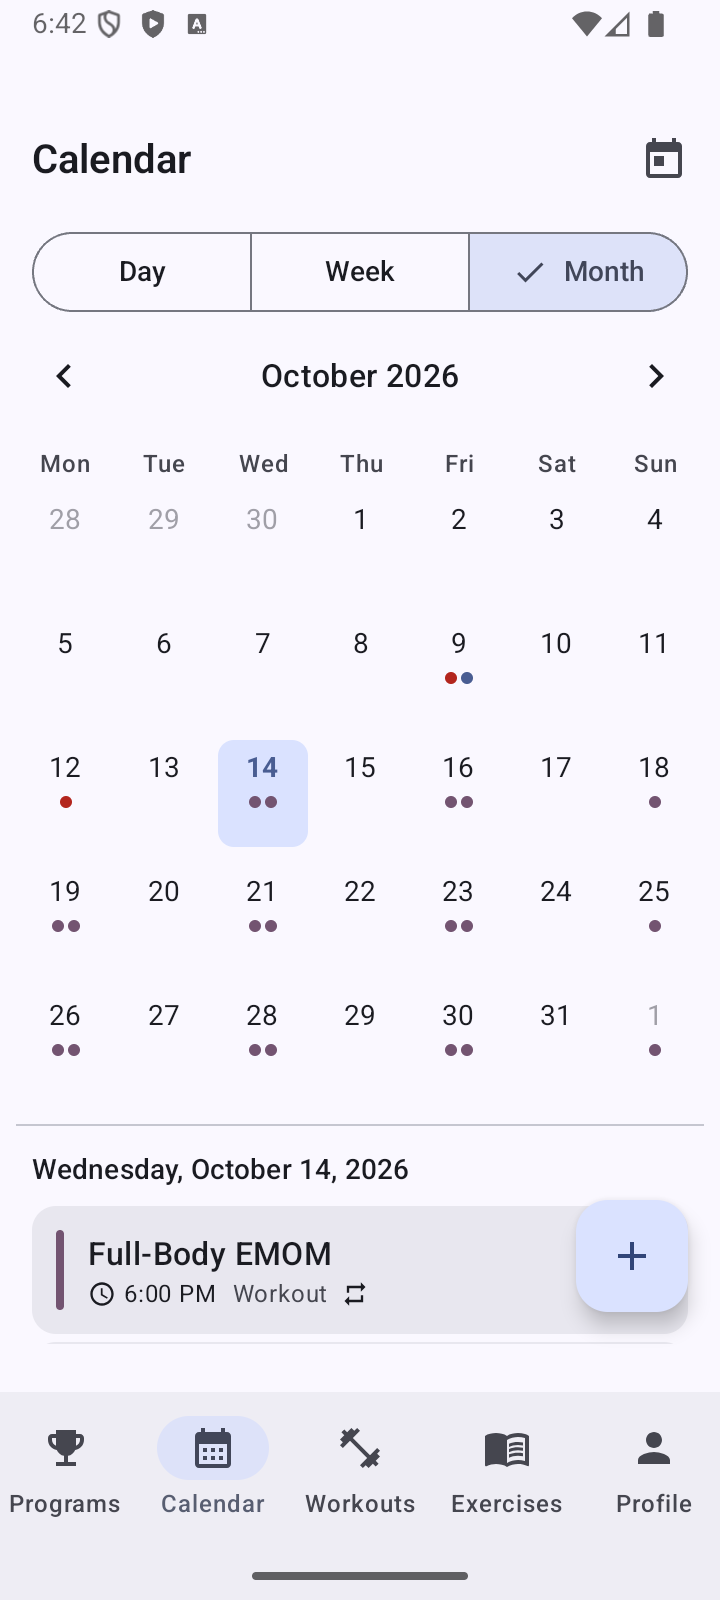 6:42
Calendar
Day Week Month
October 2026
Mon Tue Wed Thu Fri Sat Sun
28 29 30 1 2 3 4
5 6 7 8 9 10 11
12 13 14 15 16 17 18
19 20 21 22 23 24 25
26 27 28 29 30 31 1
Wednesday, October 14, 2026
Full-Body EMOM
6:00 PM Workout
Programs Calendar Workouts Exercises Profile